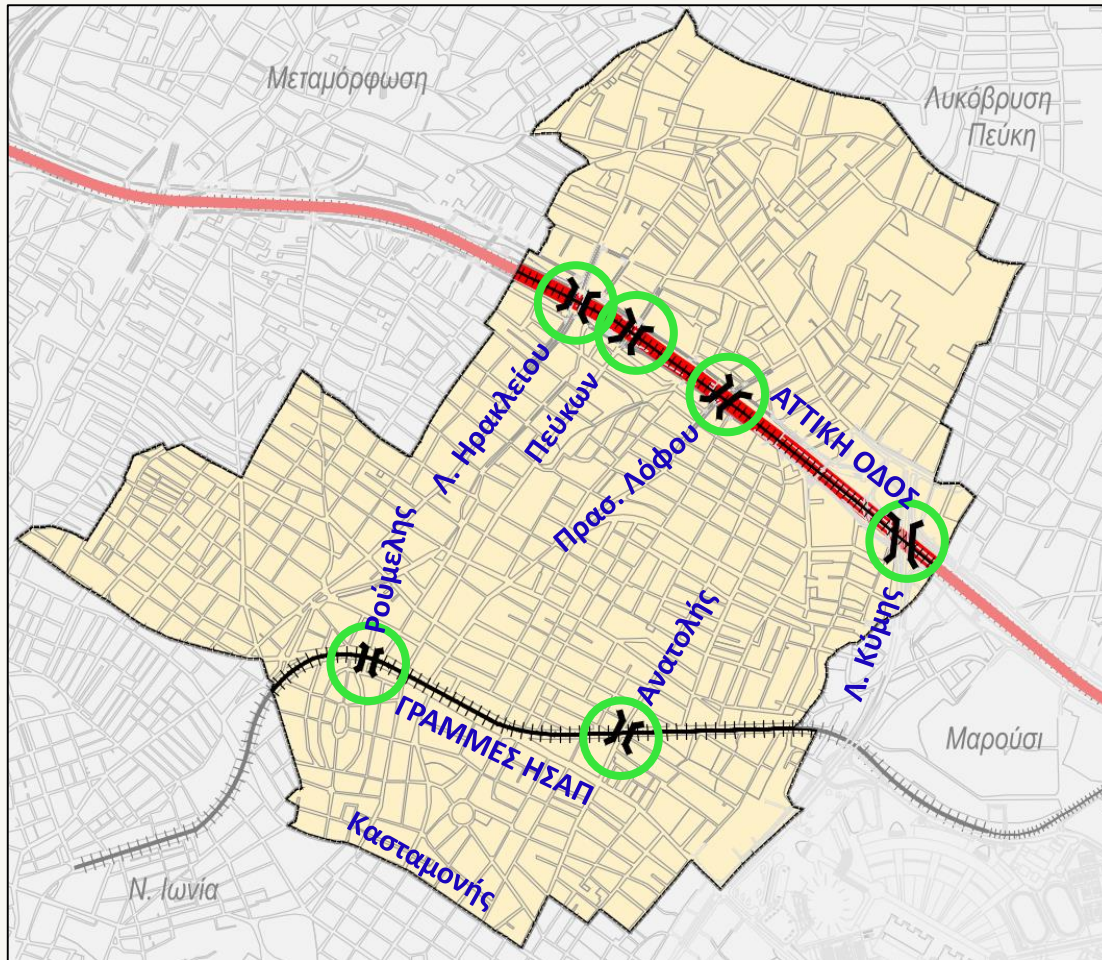 Μεταμόρφωση
Λυκόβρυση
Πεύκη
Λ. Ηρακλείου
Πεύκων
Πρασ. Λόφου
ΑΤΤΙΚΗ ΟΔΟΣ
Ρούμελης
Ανατολής
Λ. Κύμης
ΓΡΑΜΜΕΣ ΗΣΑΠ
Μαρούσι
Κασταμονής
Ν. Ιωνία